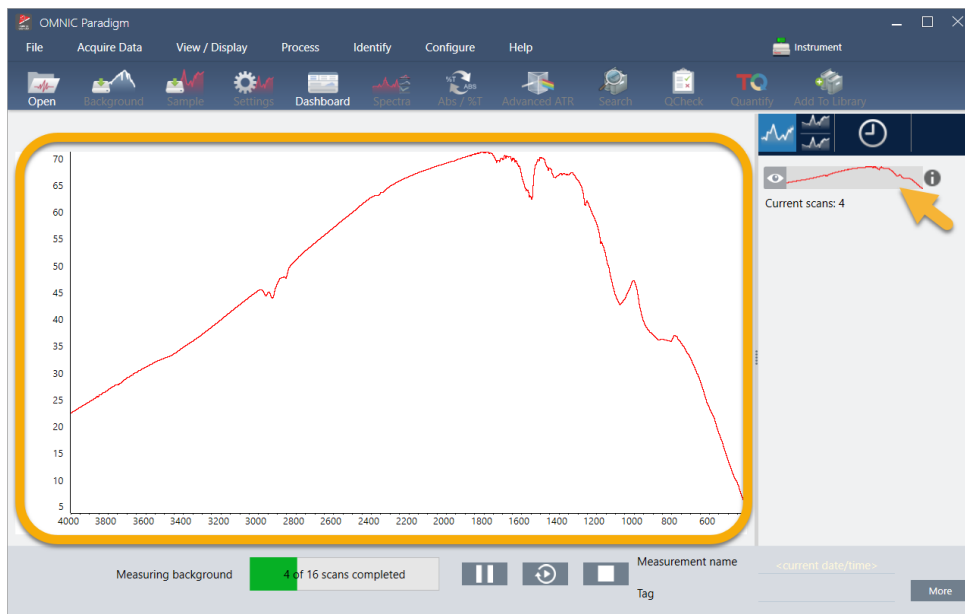 OMNIC Paradigm
File Acquire Data View / Display Process Identify Configure Help Instrument
%T ABS TQ
Open Background Sample Settings Dashboard Spectra Abs / %T Advanced ATR Search QCheck Quantify Add To Library
70
65
60
55
50
45
40
35
30
25
20
15
10
5
4000 3800 3600 3400 3200 3000 2800 2600 2400 2200 2000 1800 1600 1400 1200 1000 800 600
Current scans: 4
Measuring background 4 of 16 scans completed
Measurement name <current date/time>
Tag
More